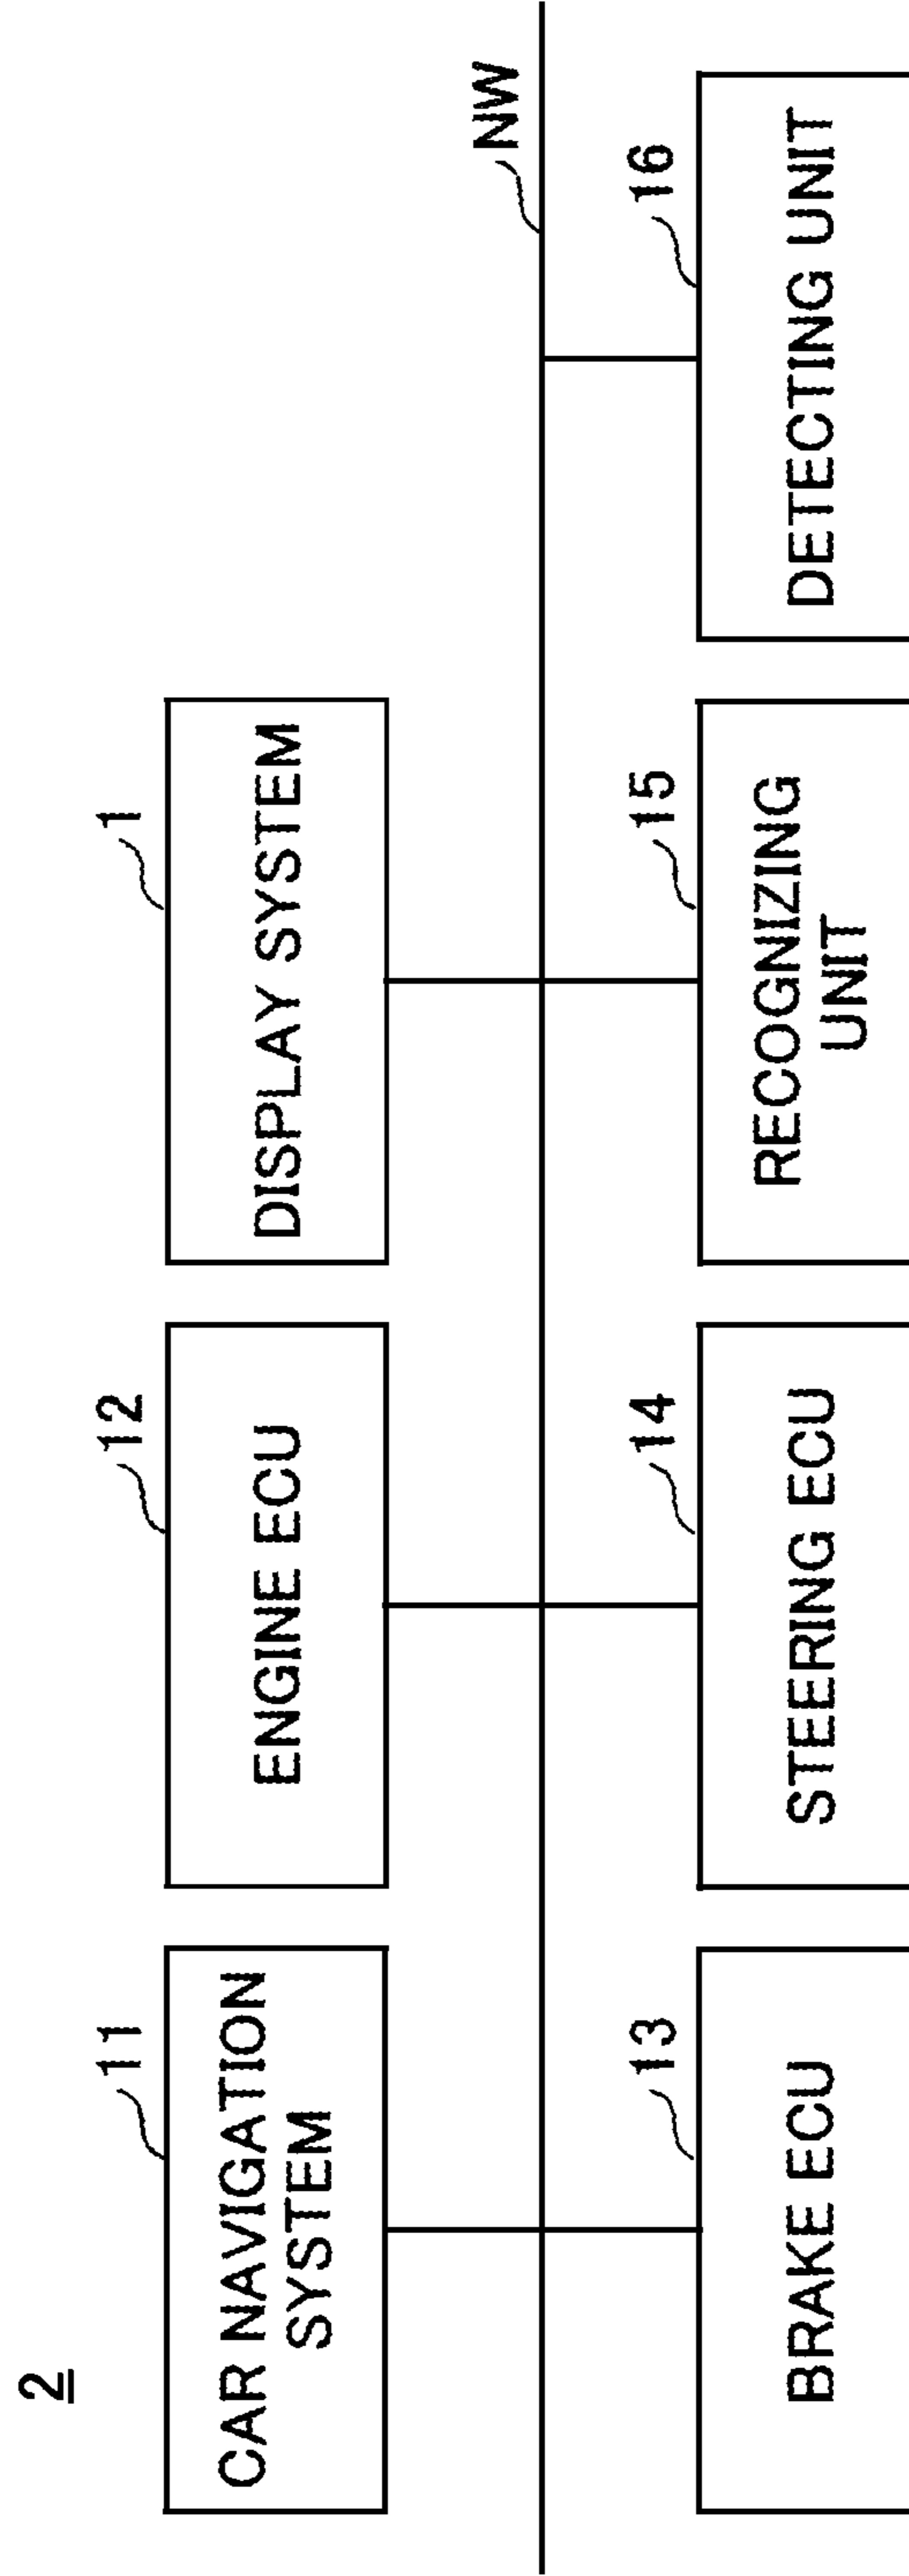 2
11
12
1
CAR NAVIGATION
SYSTEM
ENGINE ECU
DISPLAY SYSTEM
NW
13
14
15
16
BRAKE ECU
STEERING ECU
RECOGNIZING
UNIT
DETECTING UNIT